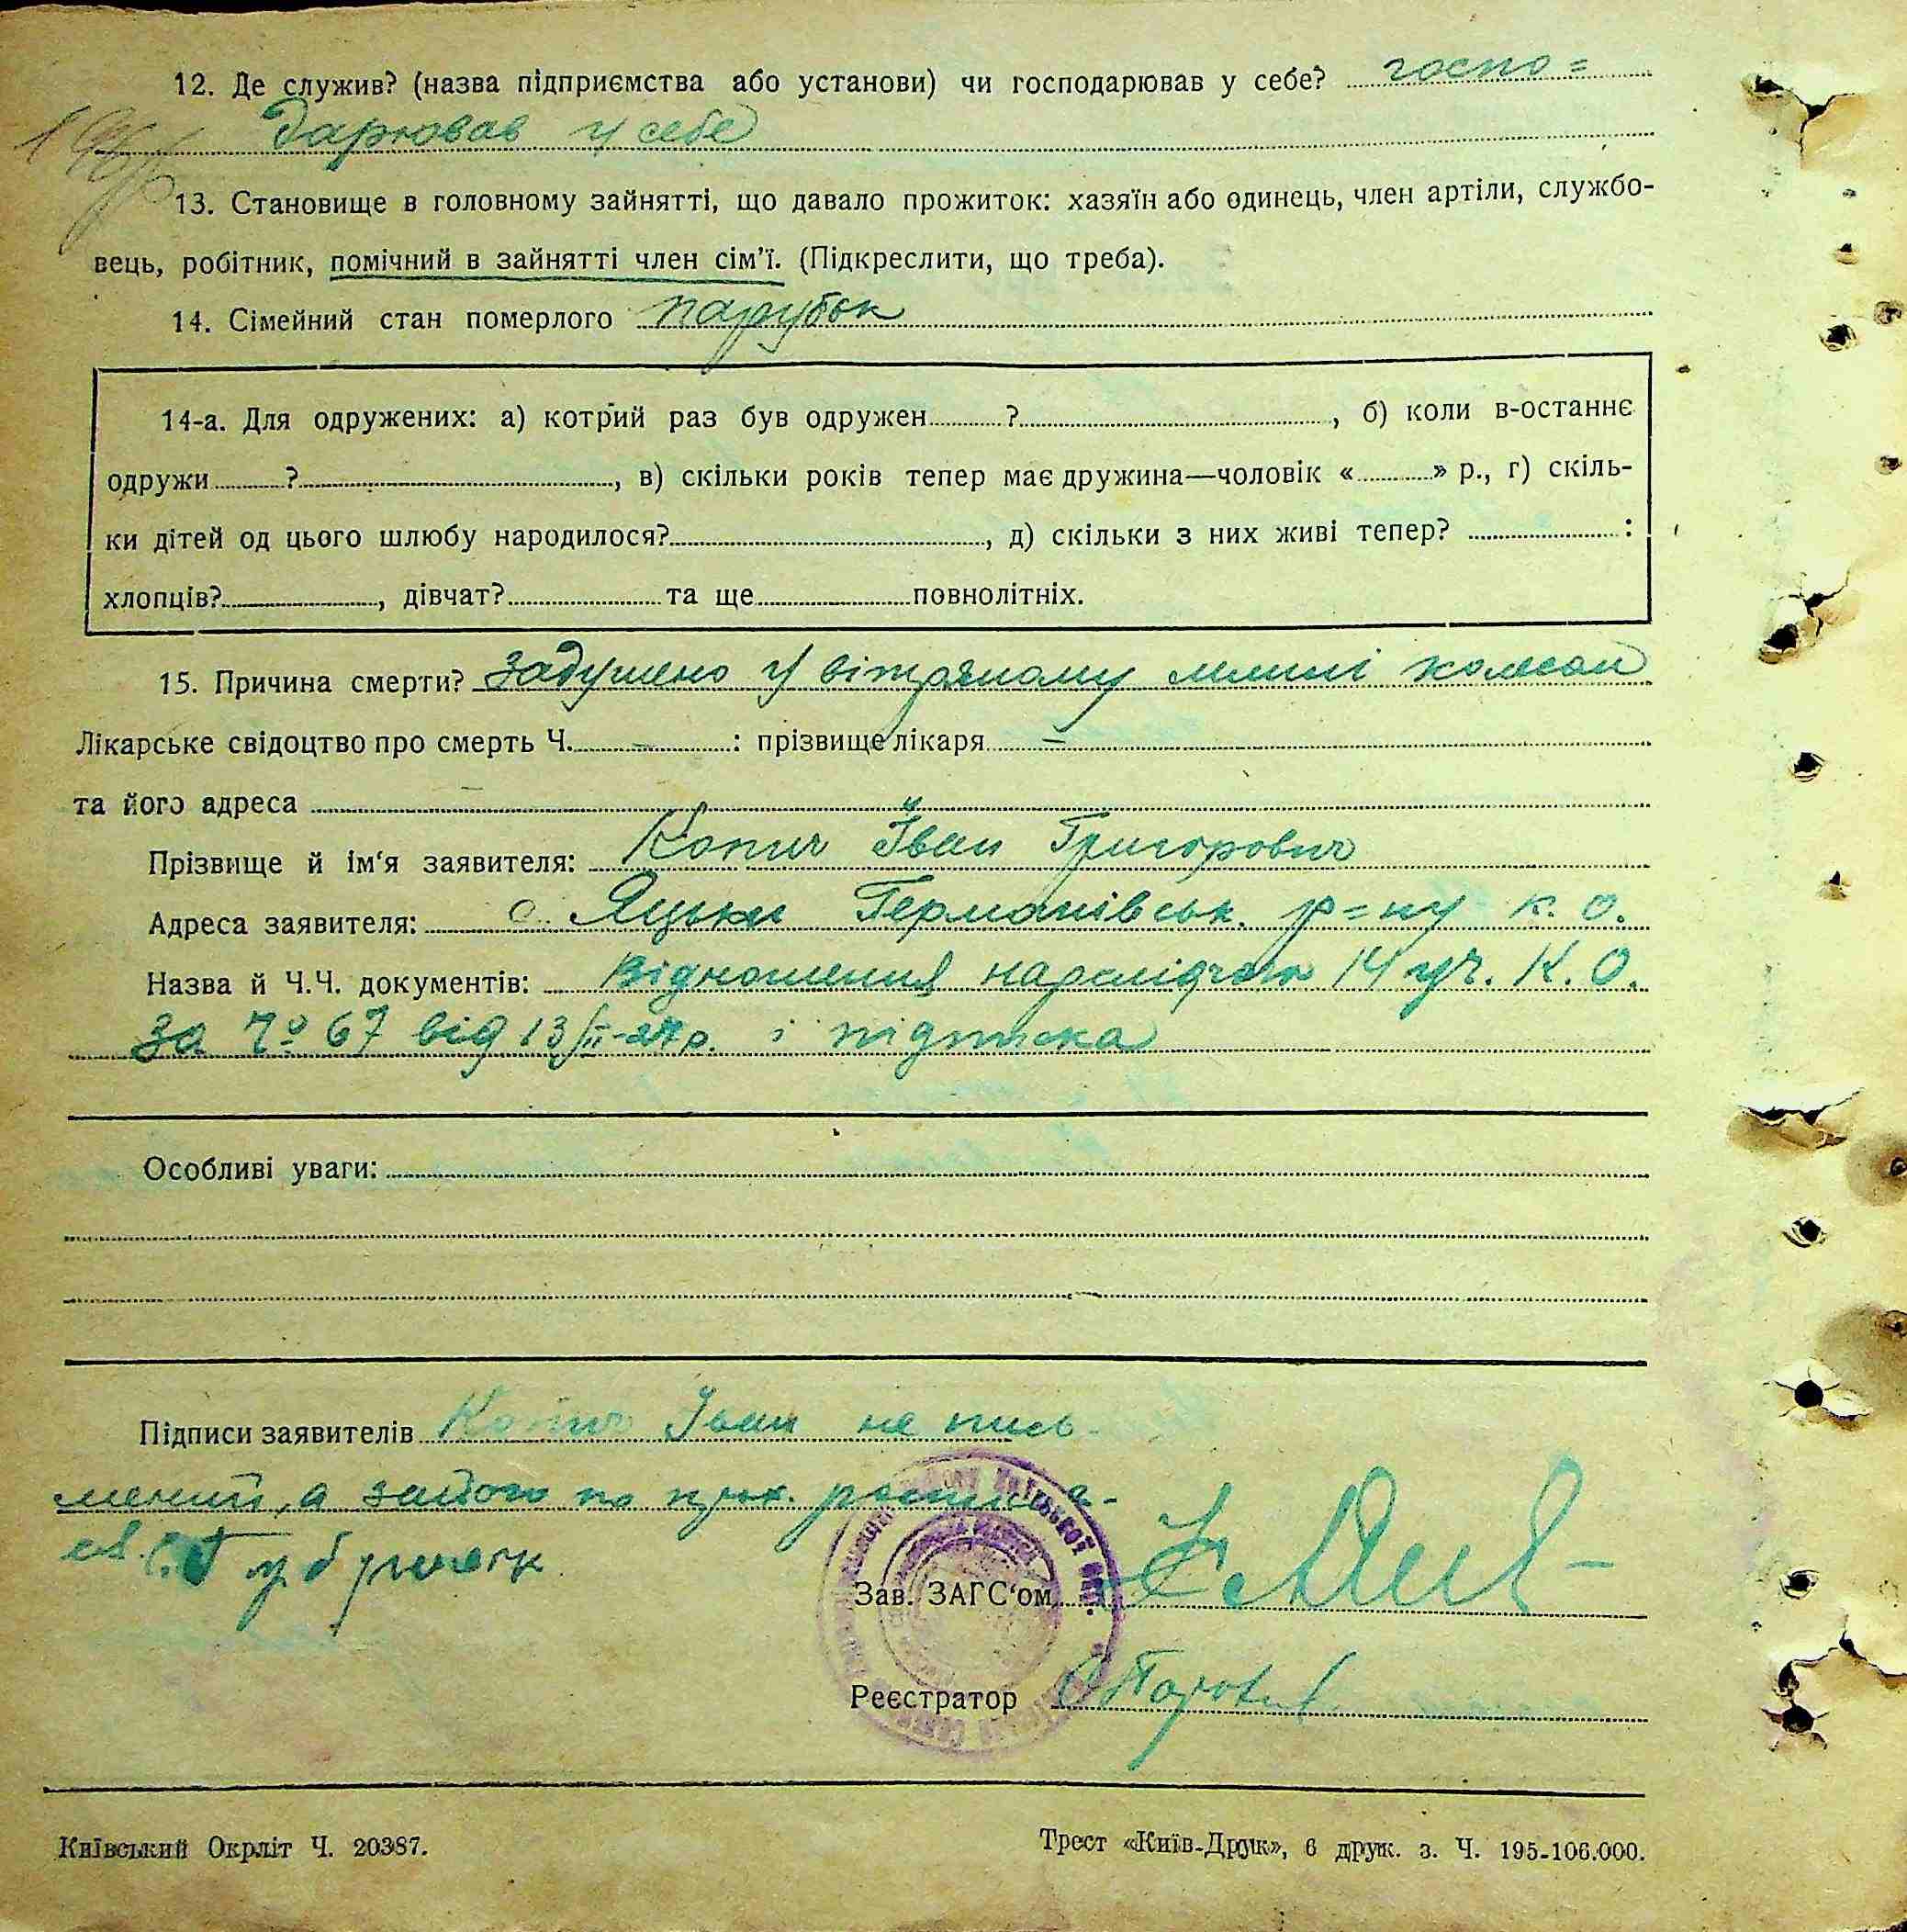 12. Де служив? (назва підприємства або установи) чи господарював у себе? госпо=
дарював у себе
13. Становище в головному зайнятті, що давало прожиток: хазяїн або одинець, член артіли, службо-
вець, робітник, помічний в зайнятті член сім'ї. (Підкреслити, що треба).
14. Сімейний стан померлого парубок
14-а. Для одружених: а) котрий раз був одружен ? , б) коли в-останнє
одружи ? , в) скільки років тепер має дружина—чоловік « » р., г) скіль-
ки дітей од цього шлюбу народилося? , д) скільки з них живі тепер? :
хлопців? , дівчат? та ще повнолітніх.
15. Причина смерти? Задушено у вітряному млині колесом
Лікарське свідоцтво про смерть Ч. – : прізвище лікаря –
та його адреса
Прізвище й ім'я заявителя: Копич Іван Григорович
Адреса заявителя: с. Яцьки Германівськ. р=ну К. О.
Назва й Ч.Ч. документів: Відношення нарслідчого 14 уч. К. О.
за № 67 від 13/II-27р. і підписка
Особливі уваги:
Підписи заявителів Копич Іван не пись-
менний, а за його по прох. росписа-
Зав. ЗАГС'ом
Реєстратор
Київський Окрліт Ч. 20387.
Трест «Київ-Друк», 6 друк. з. Ч. 195-106.000.